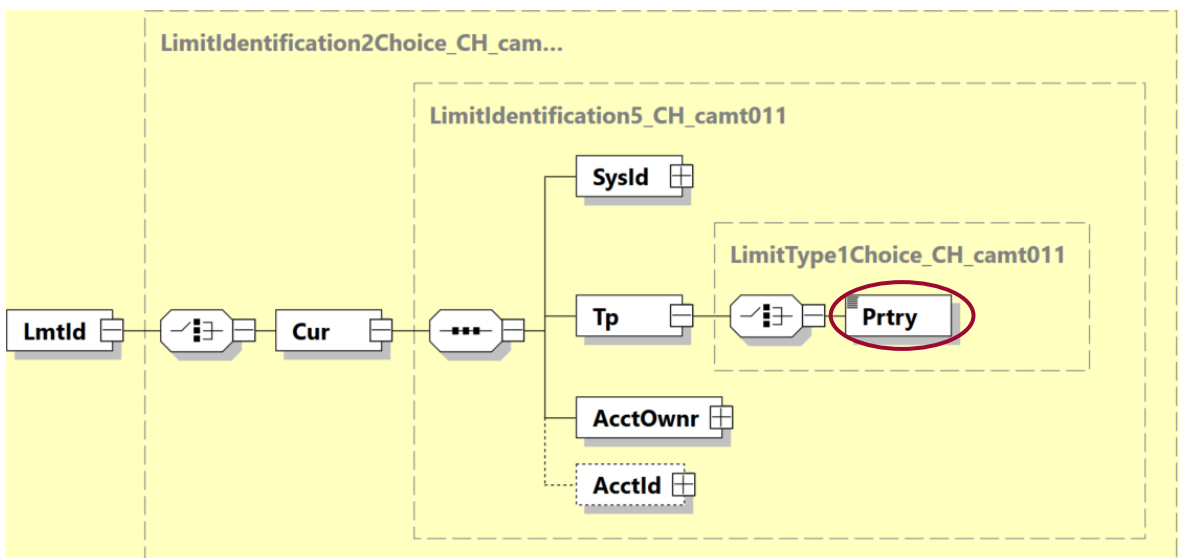 LimitIdentification2Choice_CH_cam...
LimitIdentification5_CH_camt011
SysId
LimitType1Choice_CH_camt011
LmtId
Cur
Tp
Prtry
AcctOwnr
AcctId